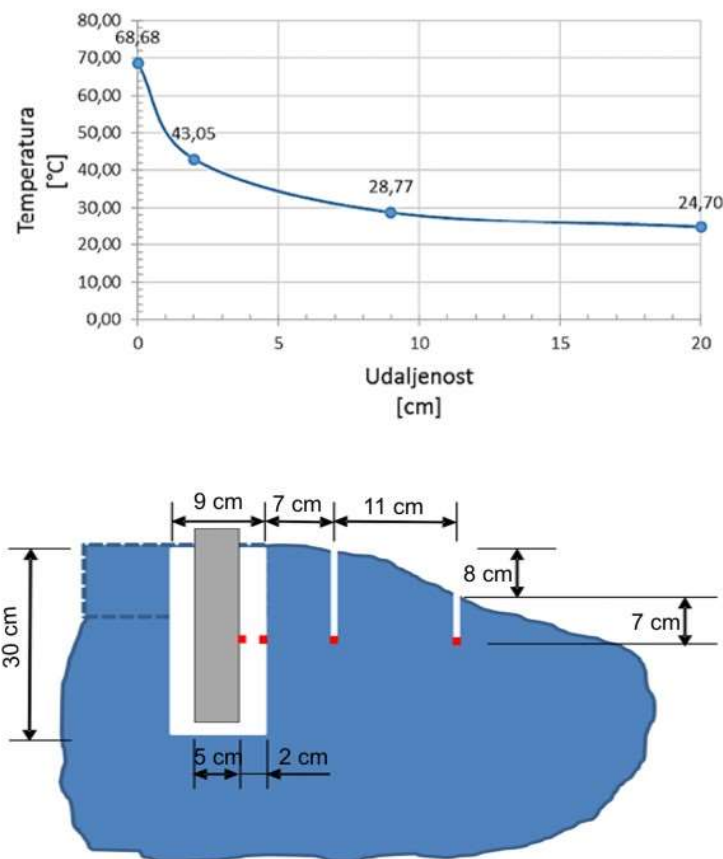 80,00
68,68
70,00
60,00
50,00
43,05
40,00
28,77
30,00
24,70
20,00
10,00
0,00
0
5
10
15
20
Temperatura
[°C]
Udaljenost
[cm]
9 cm
7 cm
11 cm
8 cm
7 cm
30 cm
5 cm
2 cm